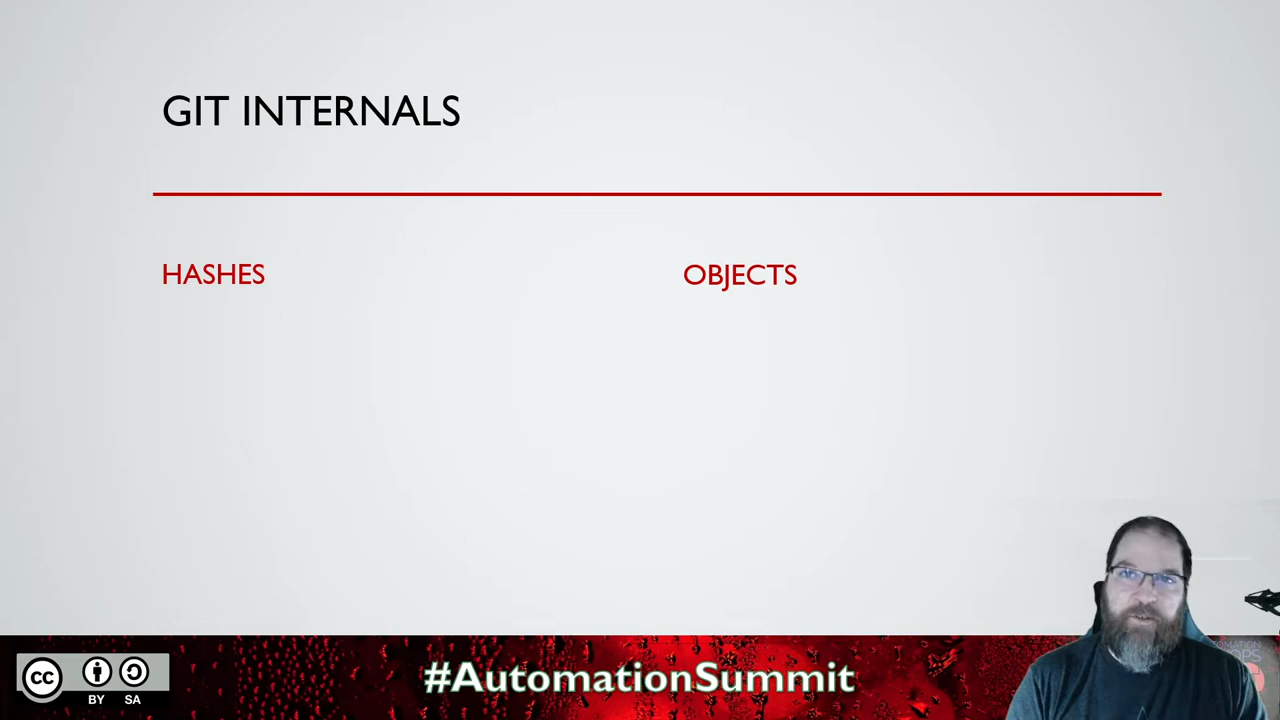 GIT INTERNALS
HASHES
OBJECTS
CC
BY SA
#AutomationSummit